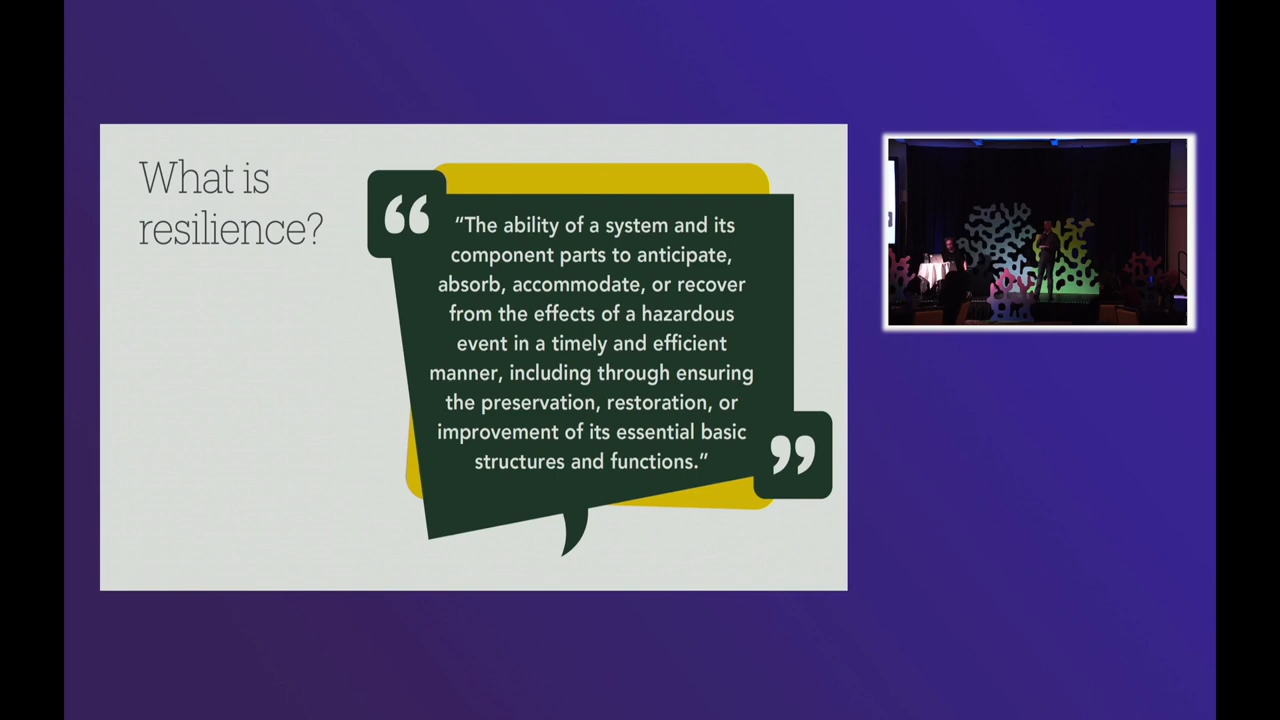 What is
resilience?
“The ability of a system and its
component parts to anticipate,
absorb, accommodate, or recover
from the effects of a hazardous
event in a timely and efficient
manner, including through ensuring
the preservation, restoration, or
improvement of its essential basic
structures and functions.”